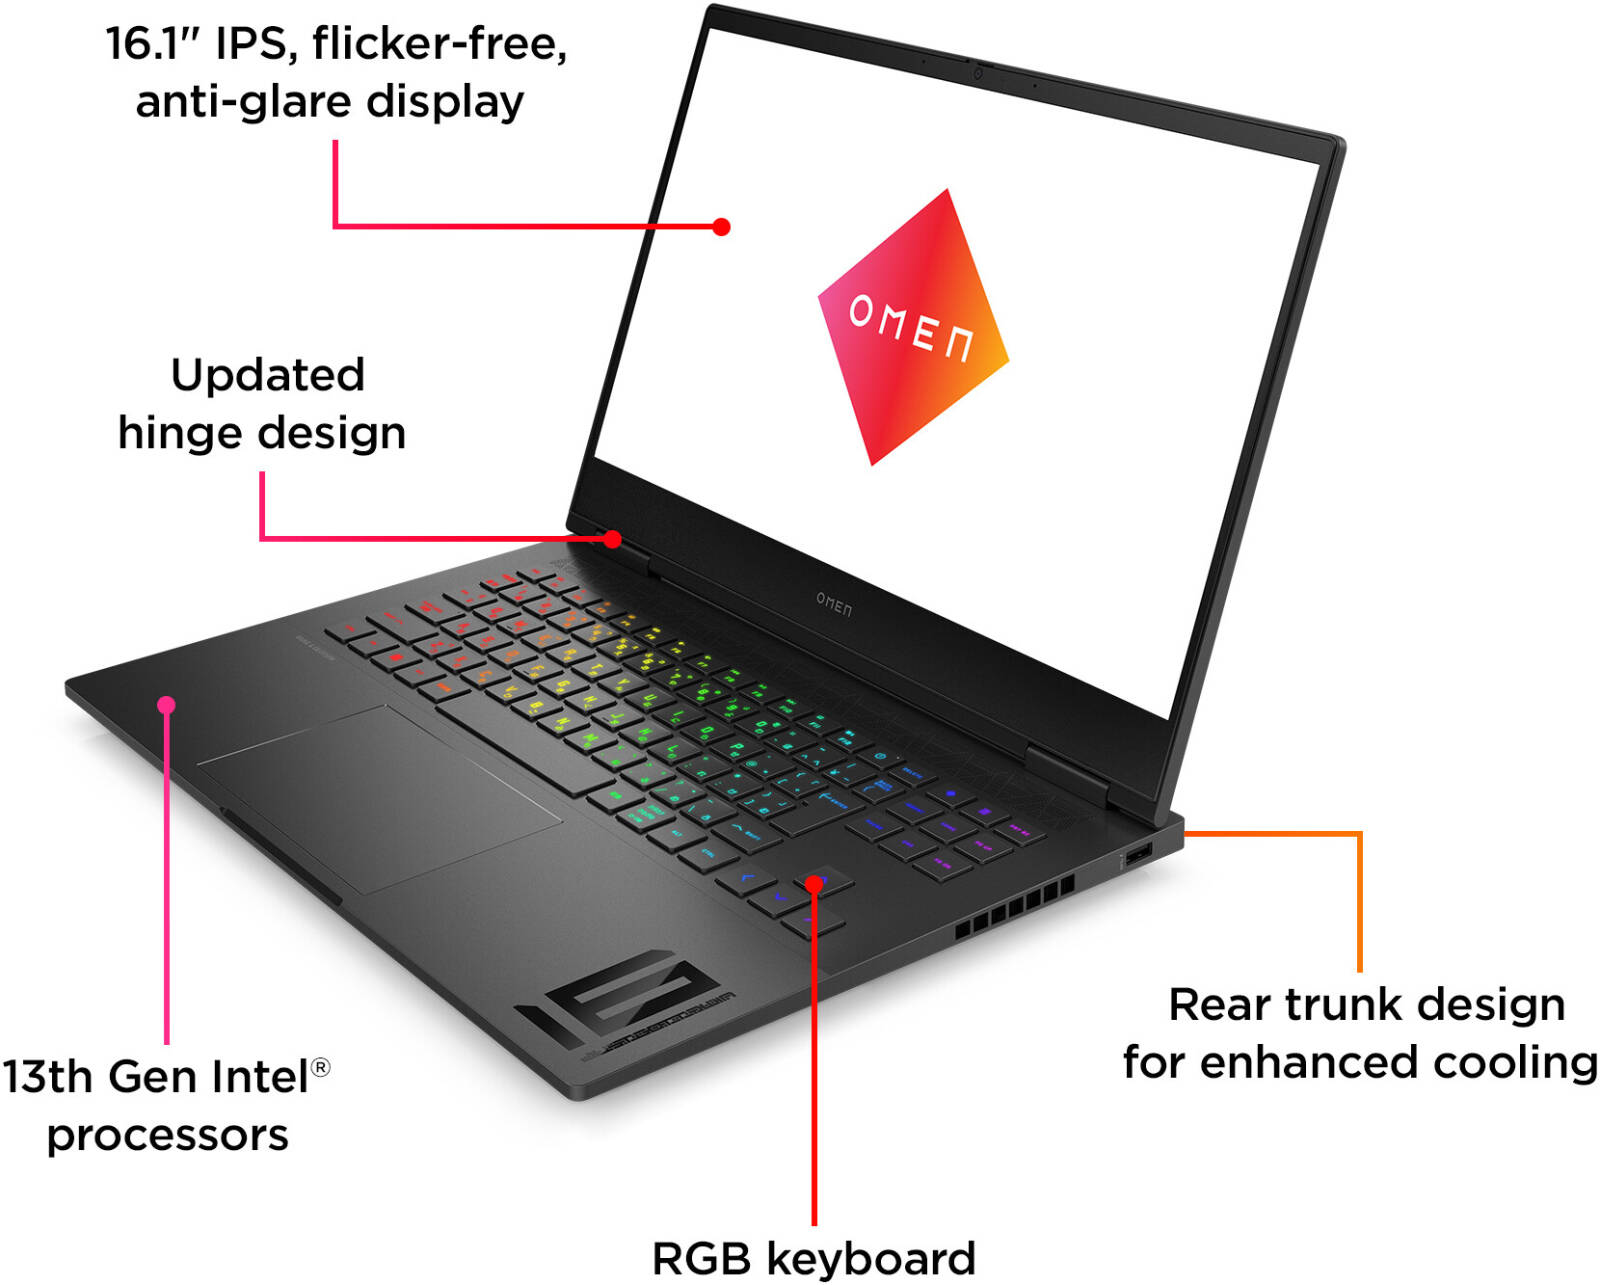 16.1" IPS, flicker-free,
anti-glare display
OMEN
Updated
hinge design
OMEN
Rear trunk design
for enhanced cooling
13th Gen Intel®
processors
16
RGB keyboard